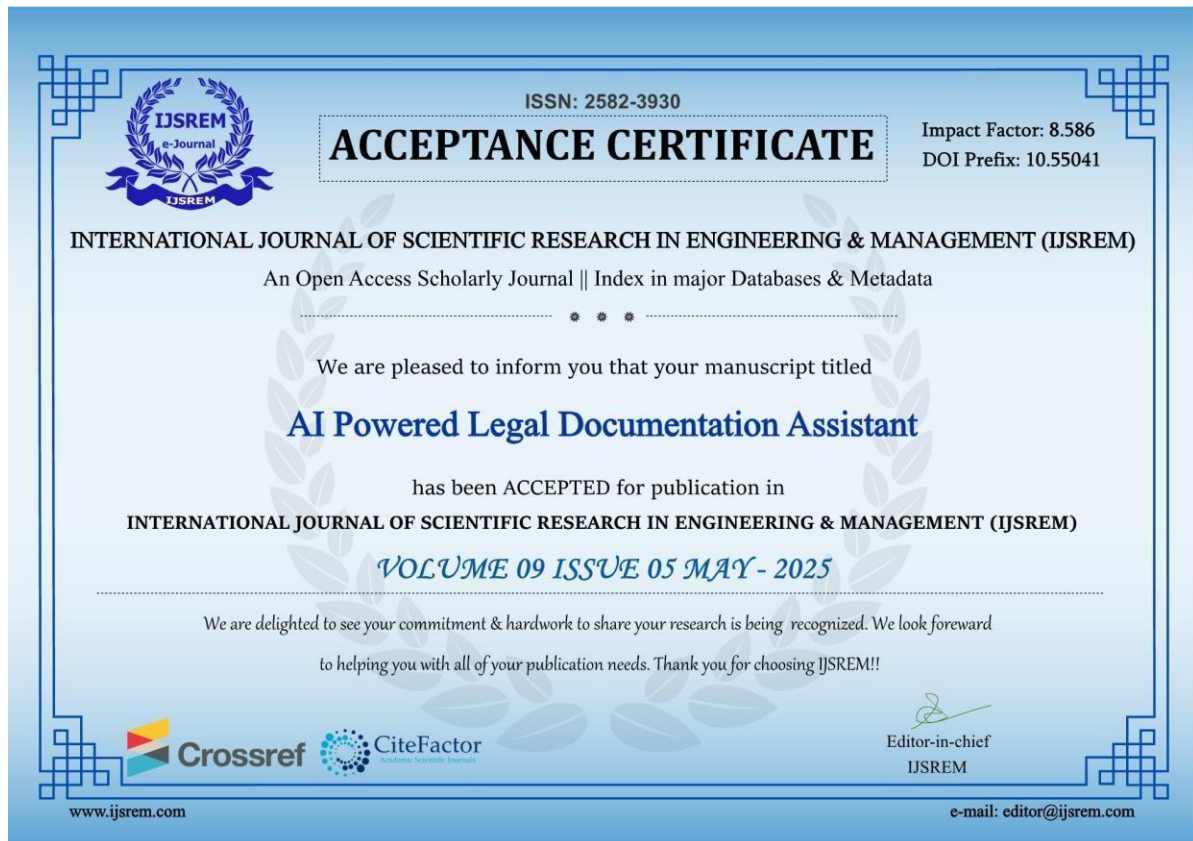 IJSREM
e-Journal
IJSREM
ISSN: 2582-3930
ACCEPTANCE CERTIFICATE
Impact Factor: 8.586
DOI Prefix: 10.55041
INTERNATIONAL JOURNAL OF SCIENTIFIC RESEARCH IN ENGINEERING & MANAGEMENT (IJSREM)
An Open Access Scholarly Journal || Index in major Databases & Metadata
We are pleased to inform you that your manuscript titled
AI Powered Legal Documentation Assistant
has been ACCEPTED for publication in
INTERNATIONAL JOURNAL OF SCIENTIFIC RESEARCH IN ENGINEERING & MANAGEMENT (IJSREM)
VOLUME 09 ISSUE 05 MAY - 2025
We are delighted to see your commitment & hardwork to share your research is being recognized. We look foreward
to helping you with all of your publication needs. Thank you for choosing IJSREM!!
Crossref
CiteFactor
Academic Scientific Journals
Editor-in-chief
IJSREM
www.ijsrem.com
e-mail: editor@ijsrem.com